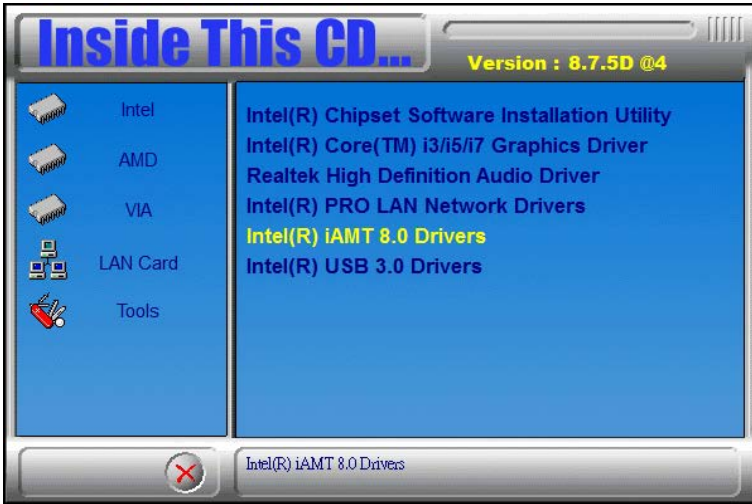 Inside This CD...
Version : 8.7.5D @4
Intel
AMD
VIA
LAN Card
Tools
Intel(R) Chipset Software Installation Utility
Intel(R) Core(TM) i3/i5/i7 Graphics Driver
Realtek High Definition Audio Driver
Intel(R) PRO LAN Network Drivers
Intel(R) iAMT 8.0 Drivers
Intel(R) USB 3.0 Drivers
Intel(R) iAMT 8.0 Drivers